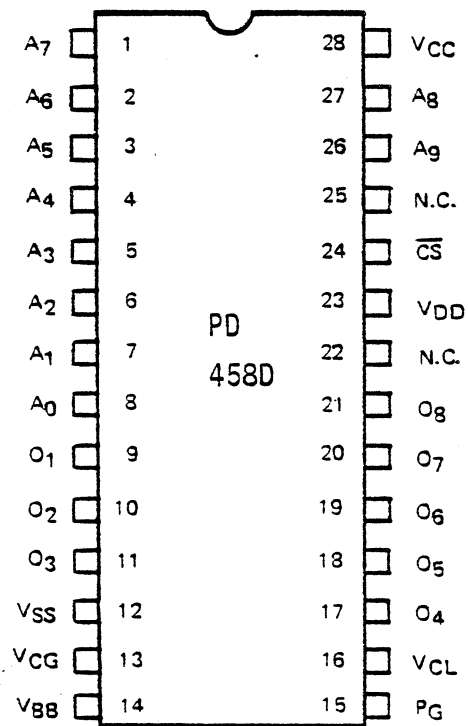 A7 1 28 VCC
A6 2 27 A8
A5 3 26 A9
A4 4 25 N.C.
A3 5 24 C̅S̅
A2 6 23 VDD
PD
A1 7 22 N.C.
458D
A0 8 21 O8
O1 9 20 O7
O2 10 19 O6
O3 11 18 O5
VSS 12 17 O4
VCG 13 16 VCL
VBB 14 15 PG